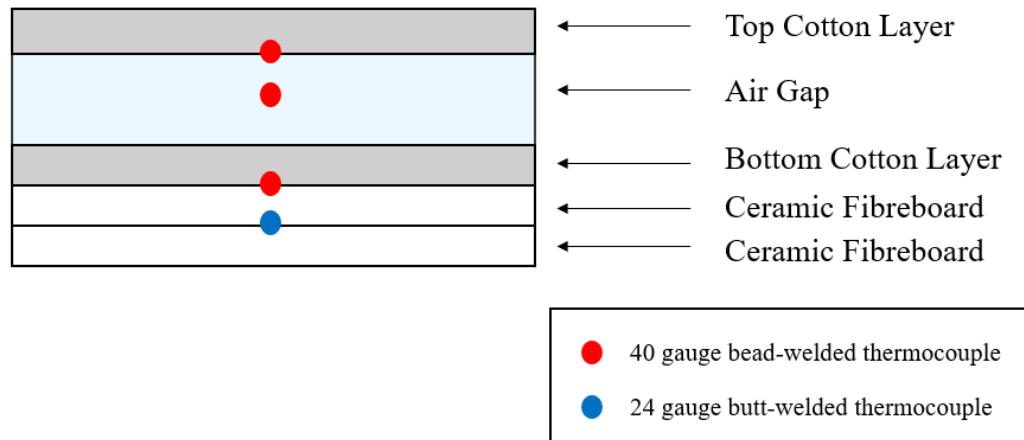 Top Cotton Layer
Air Gap
Bottom Cotton Layer
Ceramic Fibreboard
Ceramic Fibreboard
40 gauge bead-welded thermocouple
24 gauge butt-welded thermocouple